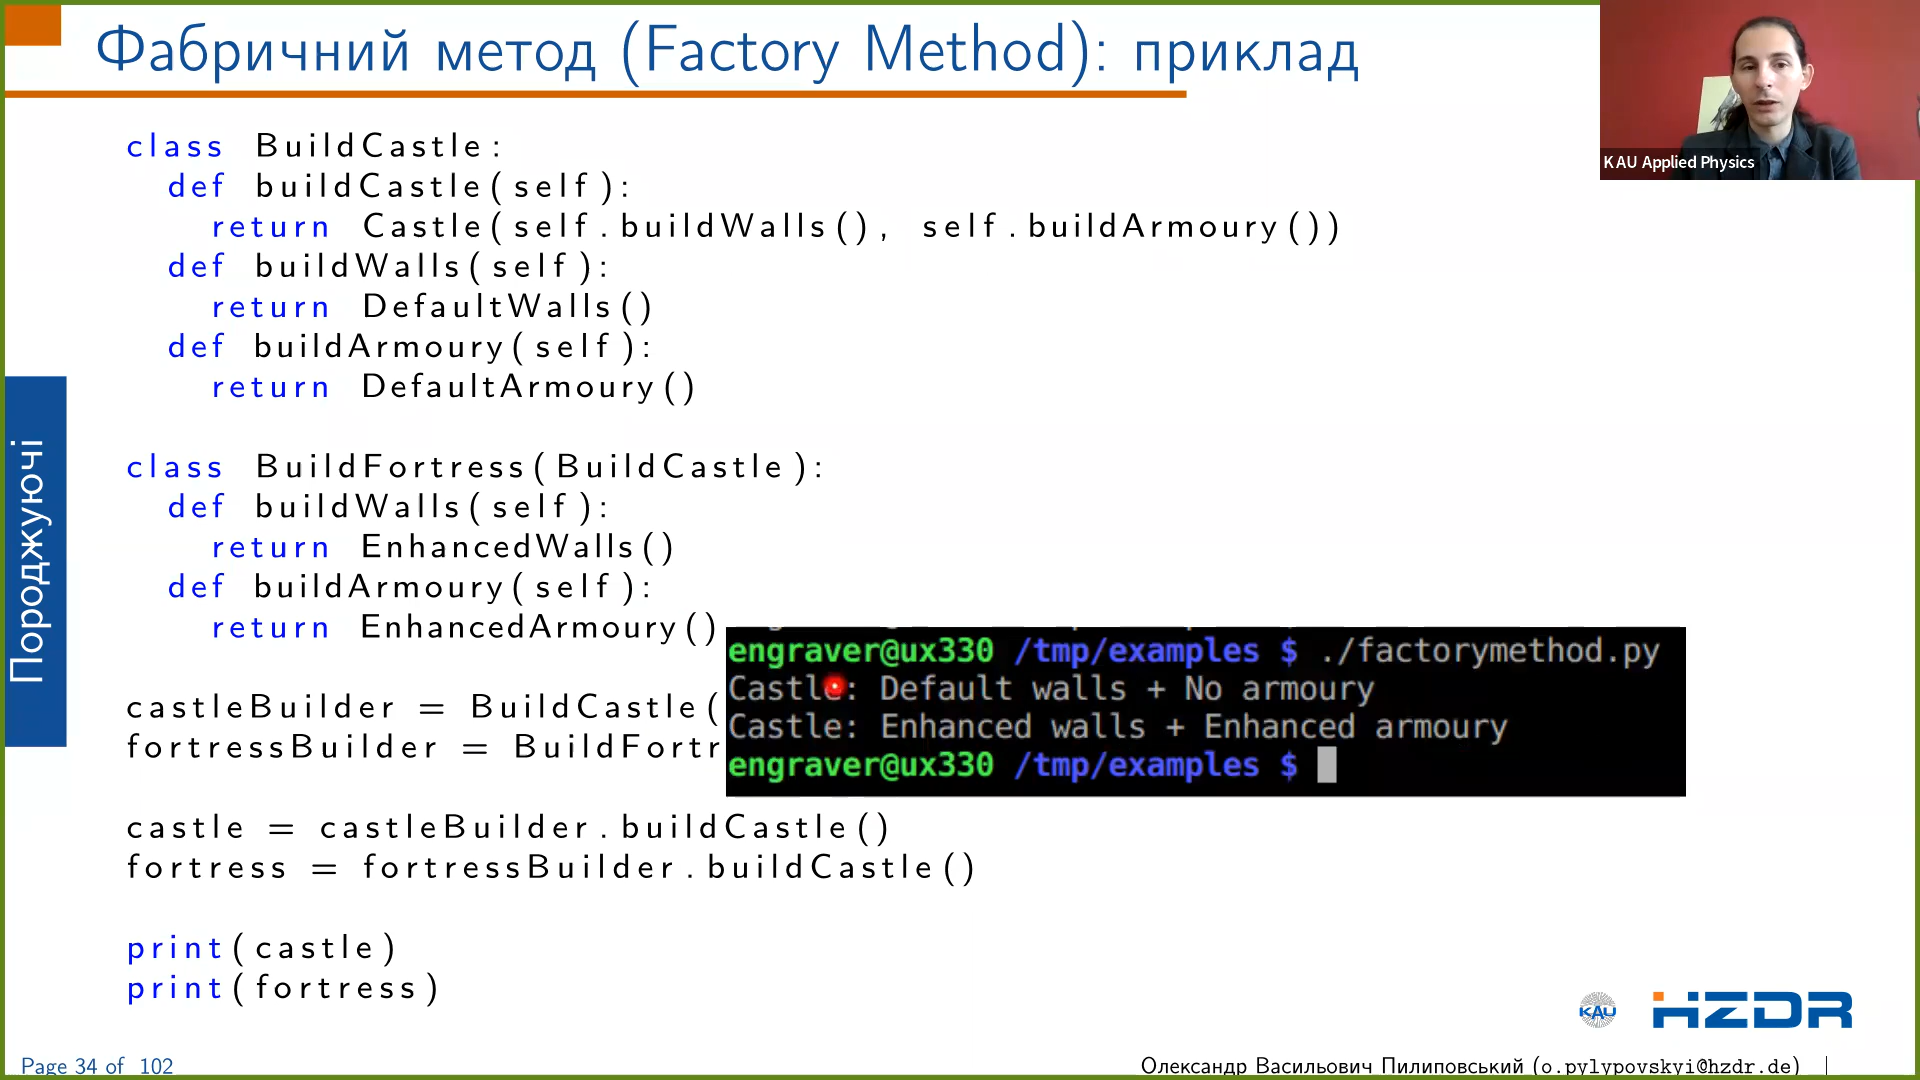 Фабричний метод (Factory Method): приклад
KAU Applied Physics
class BuildCastle:
def buildCastle(self):
return Castle(self.buildWalls(), self.buildArmoury())
def buildWalls(self):
return DefaultWalls()
def buildArmoury(self):
return DefaultArmoury()
Породжуючі
class BuildFortress(BuildCastle):
def buildWalls(self):
return EnhancedWalls()
def buildArmoury(self):
return EnhancedArmoury()
castleBuilder = BuildCastle(
fortressBuilder = BuildFortr
engraver@ux330 /tmp/examples $ ./factorymethod.py
Castle: Default walls + No armoury
Castle: Enhanced walls + Enhanced armoury
engraver@ux330 /tmp/examples $
castle = castleBuilder.buildCastle()
fortress = fortressBuilder.buildCastle()
print(castle)
print(fortress)
KAU HZDR
Page 34 of 102
Олександр Васильович Пилиповський (o.pylypovskyi@hzdr.de) |